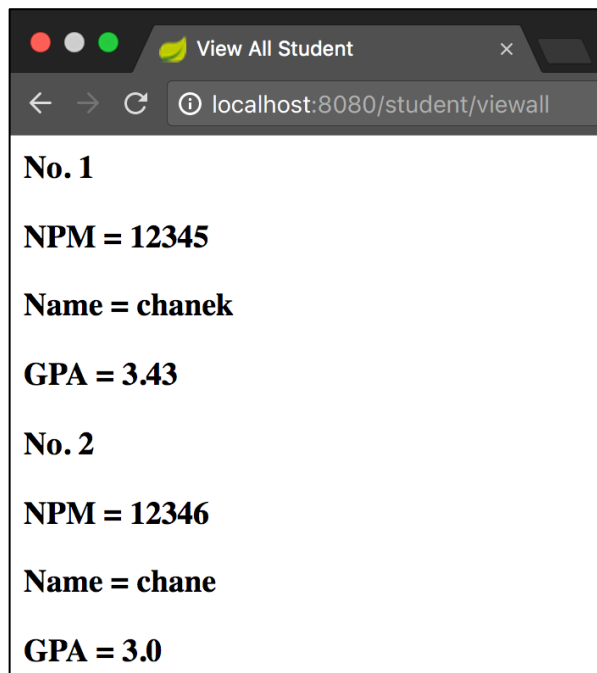 View All Student
localhost:8080/student/viewall
No. 1
NPM = 12345
Name = chanek
GPA = 3.43
No. 2
NPM = 12346
Name = chane
GPA = 3.0